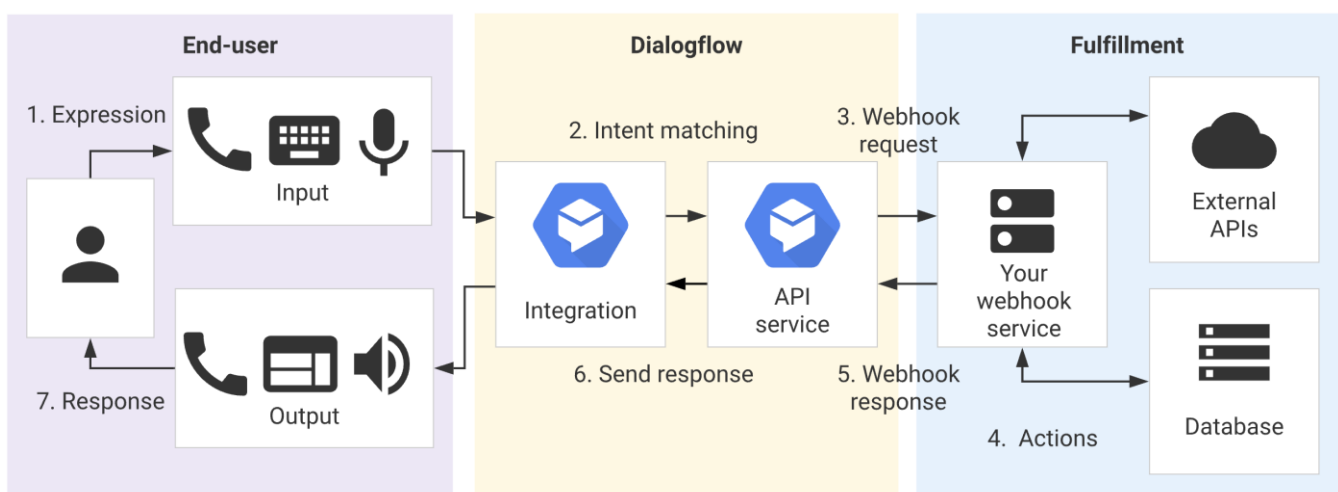 End-user
Dialogflow
Fulfillment
1. Expression
Input
2. Intent matching
3. Webhook
request
External
APIs
Integration
API
service
Your
webhook
service
7. Response
Output
6. Send response
5. Webhook
response
4. Actions
Database